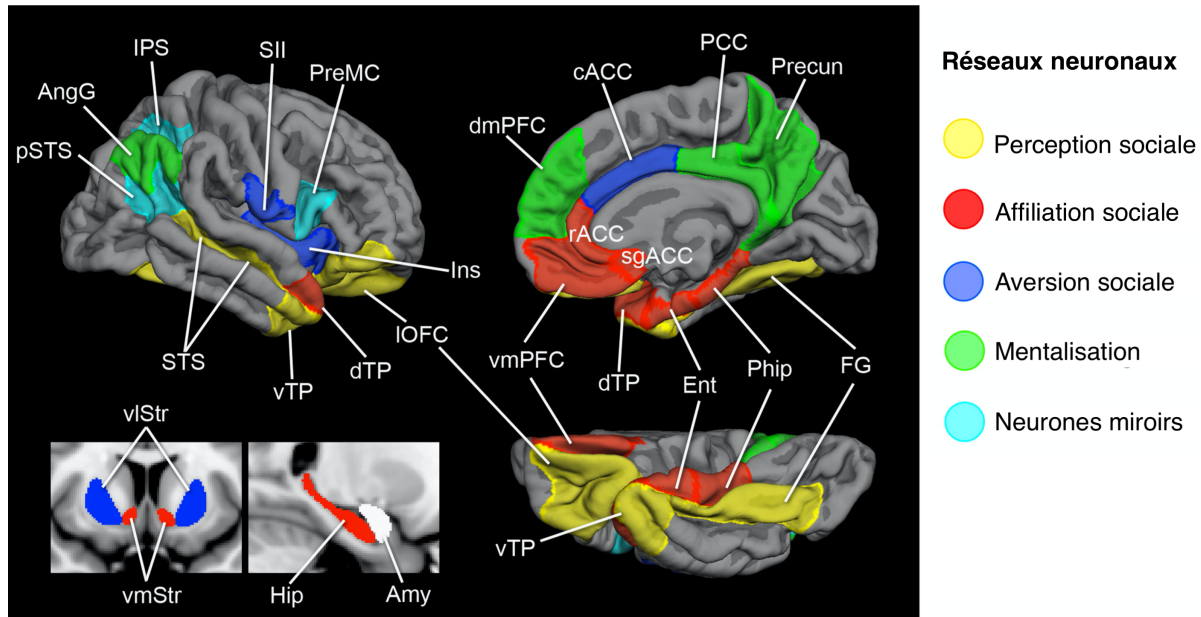 IPS
SII
PreMC
AngG
pSTS
Ins
STS
vTP
dTP
lOFC
PCC
cACC
Precun
dmPFC
rACC
sgACC
vmPFC
dTP
Ent
Phip
FG
vTP
vlStr
vmStr
Hip
Amy
Réseaux neuronaux
Perception sociale
Affiliation sociale
Aversion sociale
Mentalisation
Neurones miroirs